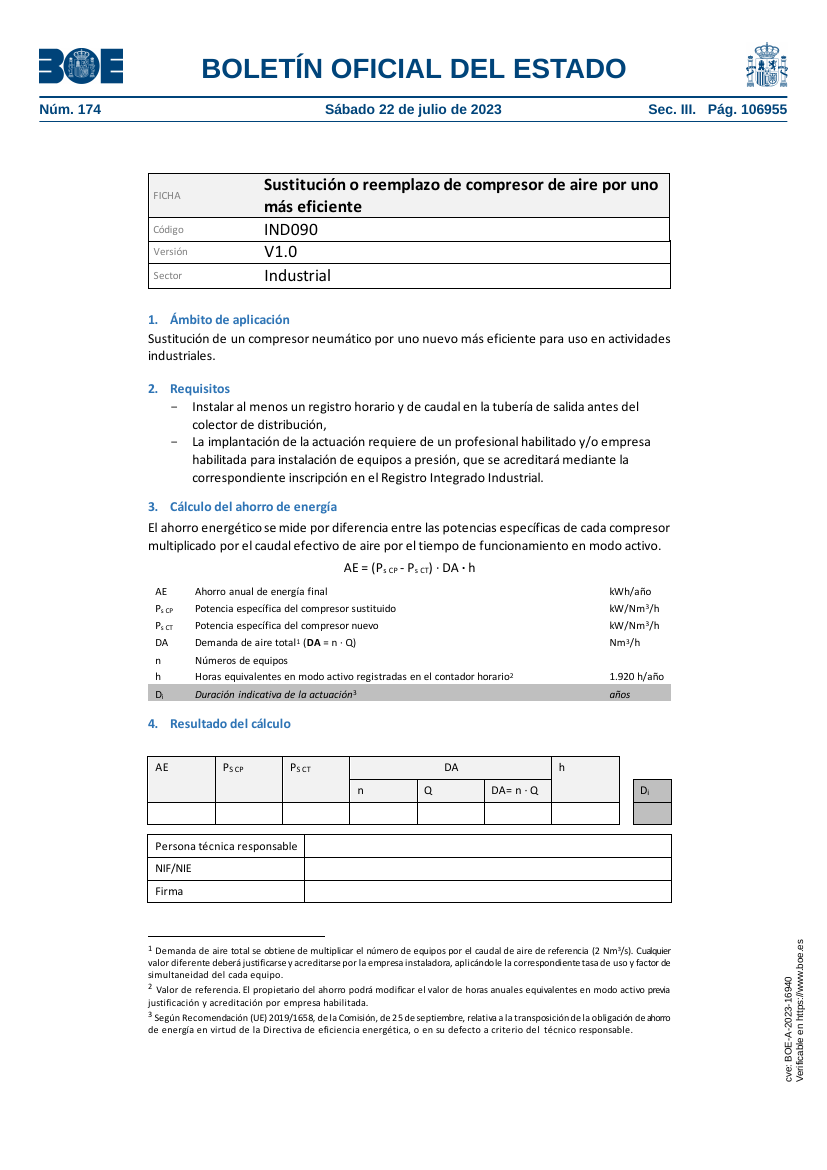 BOE
BOLETÍN OFICIAL DEL ESTADO
Núm. 174 Sábado 22 de julio de 2023 Sec. III. Pág. 106955
FICHA Sustitución o reemplazo de compresor de aire por uno
más eficiente
Código IND090
Versión V1.0
Sector Industrial
1. Ámbito de aplicación
Sustitución de un compresor neumático por uno nuevo más eficiente para uso en actividades
industriales.
2. Requisitos
− Instalar al menos un registro horario y de caudal en la tubería de salida antes del
colector de distribución,
− La implantación de la actuación requiere de un profesional habilitado y/o empresa
habilitada para instalación de equipos a presión, que se acreditará mediante la
correspondiente inscripción en el Registro Integrado Industrial.
3. Cálculo del ahorro de energía
El ahorro energético se mide por diferencia entre las potencias específicas de cada compresor
multiplicado por el caudal efectivo de aire por el tiempo de funcionamiento en modo activo.
AE = (Ps CP - Ps CT) · DA · h
AE Ahorro anual de energía final kWh/año
Ps CP Potencia específica del compresor sustituido kW/Nm³/h
Ps CT Potencia específica del compresor nuevo kW/Nm³/h
DA Demanda de aire total¹ (DA = n · Q) Nm³/h
n Números de equipos
h Horas equivalentes en modo activo registradas en el contador horario² 1.920 h/año
Di Duración indicativa de la actuación³ años
4. Resultado del cálculo
AE PS CP PS CT DA h
n Q DA= n · Q Di
Persona técnica responsable
NIF/NIE
Firma
¹ Demanda de aire total se obtiene de multiplicar el número de equipos por el caudal de aire de referencia (2 Nm³/s). Cualquier
valor diferente deberá justificarse y acreditarse por la empresa instaladora, aplicándole la correspondiente tasa de uso y factor de
simultaneidad del cada equipo.
² Valor de referencia. El propietario del ahorro podrá modificar el valor de horas anuales equivalentes en modo activo previa
justificación y acreditación por empresa habilitada.
³ Según Recomendación (UE) 2019/1658, de la Comisión, de 25 de septiembre, relativa a la transposición de la obligación de ahorro
de energía en virtud de la Directiva de eficiencia energética, o en su defecto a criterio del técnico responsable.
cve: BOE-A-2023-16940
Verificable en https://www.boe.es